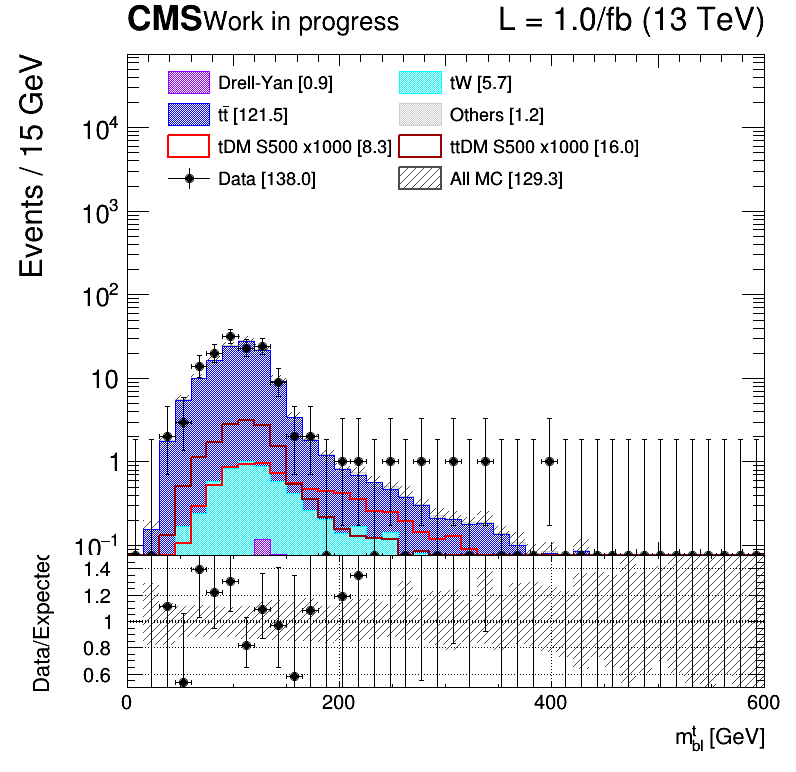 CMS Work in progress L = 1.0/fb (13 TeV)
Events / 15 GeV
Drell-Yan [0.9] tW [5.7]
tt̄ [121.5] Others [1.2]
tDM S500 x1000 [8.3] ttDM S500 x1000 [16.0]
Data [138.0] All MC [129.3]
10⁴
10³
10²
10
1
10⁻¹
Data/Expected
1.4
1.2
1
0.8
0.6
0 200 400 600
m^t_bl [GeV]